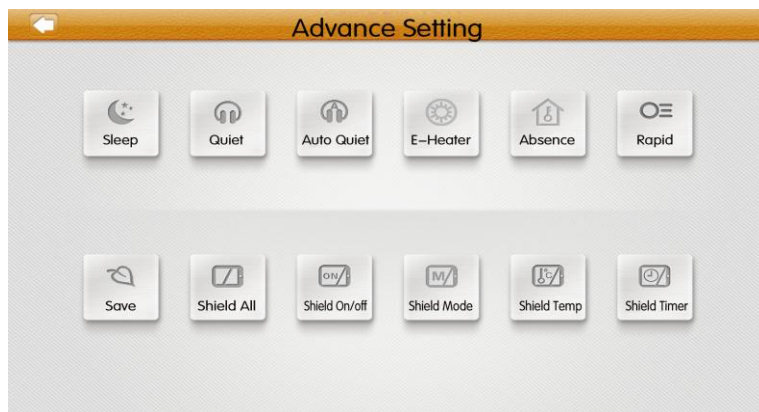 Advance Setting
Sleep
Quiet
Auto Quiet
E-Heater
Absence
Rapid
ON
M
°C
Save
Shield All
Shield On/off
Shield Mode
Shield Temp
Shield Timer